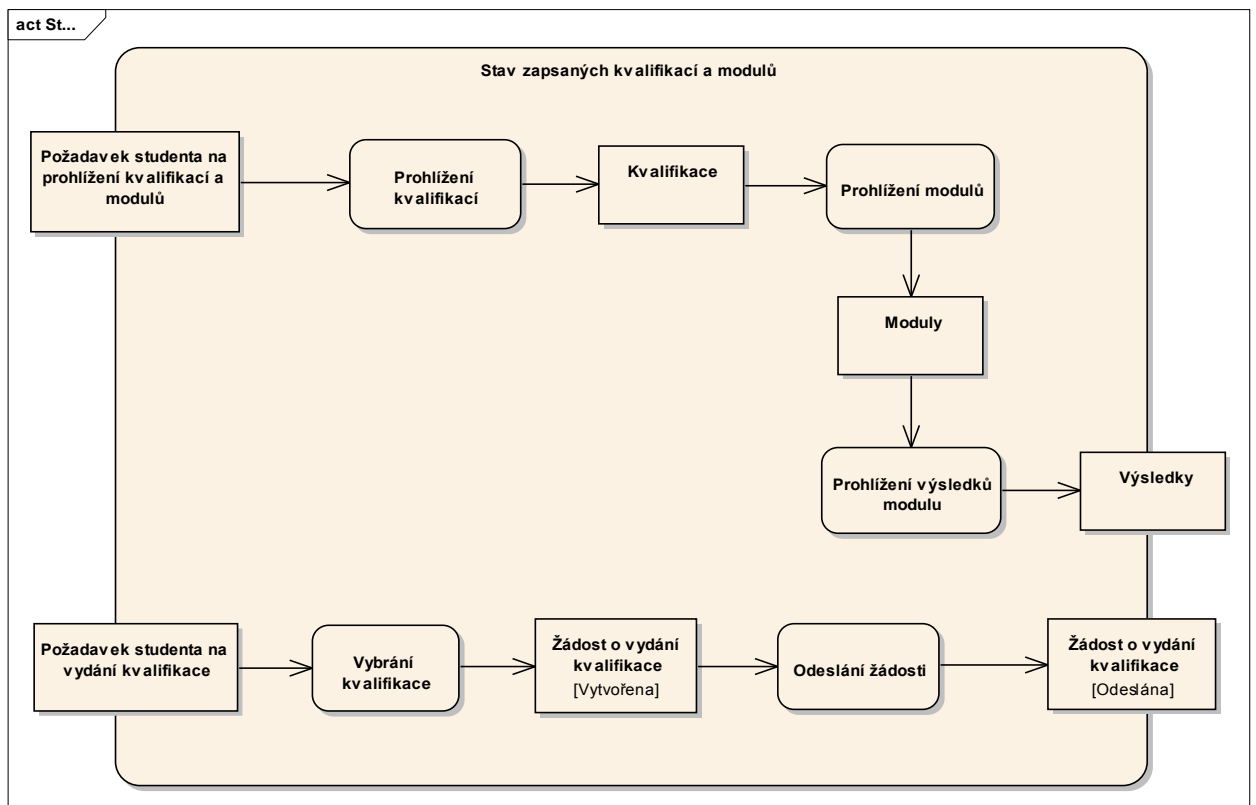 act St...
Stav zapsaných kvalifikací a modulů
Požadavek studenta na
prohlížení kvalifikací a
modulů
Prohlížení
kvalifikací
Kvalifikace
Prohlížení modulů
Moduly
Prohlížení výsledků
modulu
Výsledky
Požadavek studenta na
vydání kvalifikace
Vybrání
kvalifikace
Žádost o vydání
kvalifikace
[Vytvořena]
Odeslání žádosti
Žádost o vydání
kvalifikace
[Odeslána]